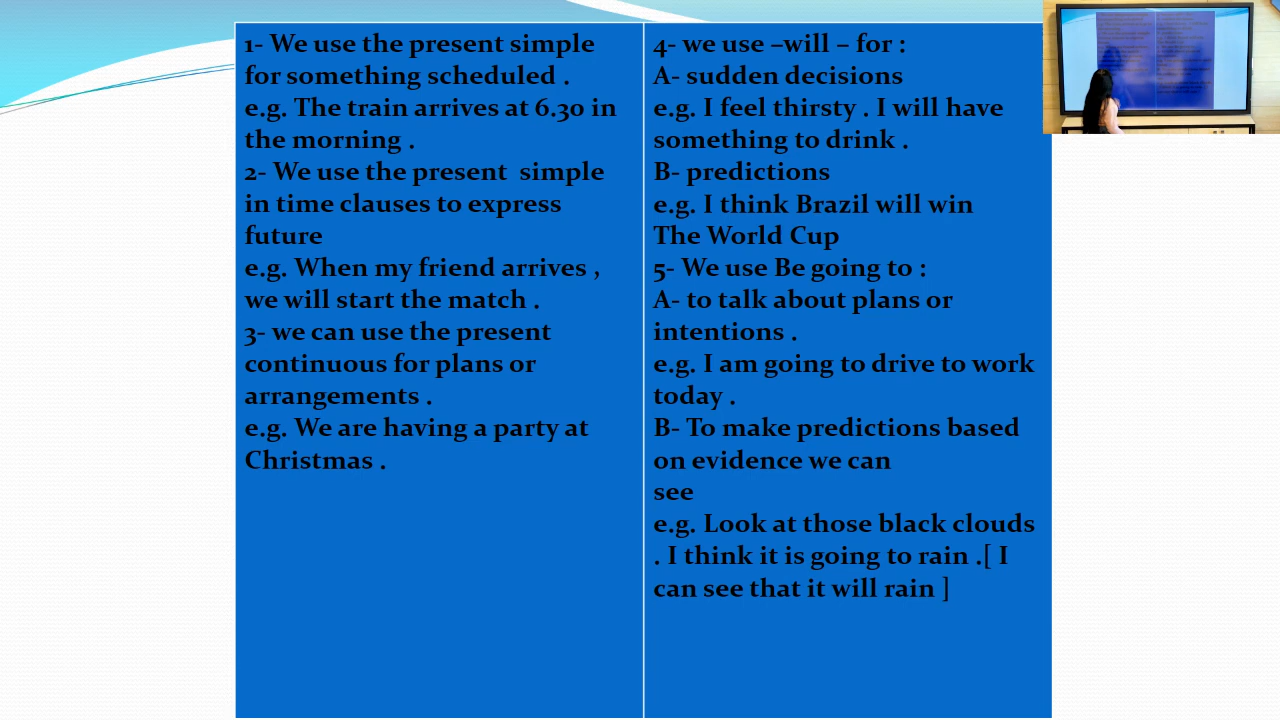 1- We use the present simple
for something scheduled .
e.g. The train arrives at 6.30 in
the morning .
2- We use the present  simple
in time clauses to express
future
e.g. When my friend arrives ,
we will start the match .
3- we can use the present
continuous for plans or
arrangements .
e.g. We are having a party at
Christmas .
4- we use –will – for :
A- sudden decisions
e.g. I feel thirsty . I will have
something to drink .
B- predictions
e.g. I think Brazil will win
The World Cup
5- We use Be going to :
A- to talk about plans or
intentions .
e.g. I am going to drive to work
today .
B- To make predictions based
on evidence we can
see
e.g. Look at those black clouds
. I think it is going to rain .[ I
can see that it will rain ]